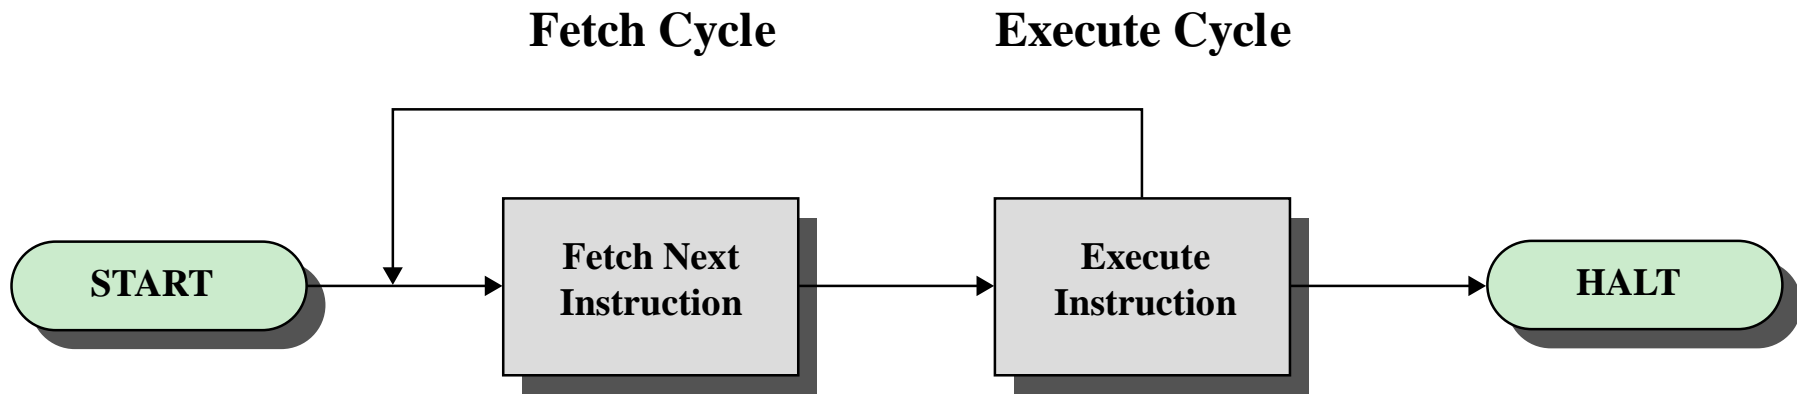 Fetch Cycle
Execute Cycle
START
Fetch Next
Instruction
Execute
Instruction
HALT